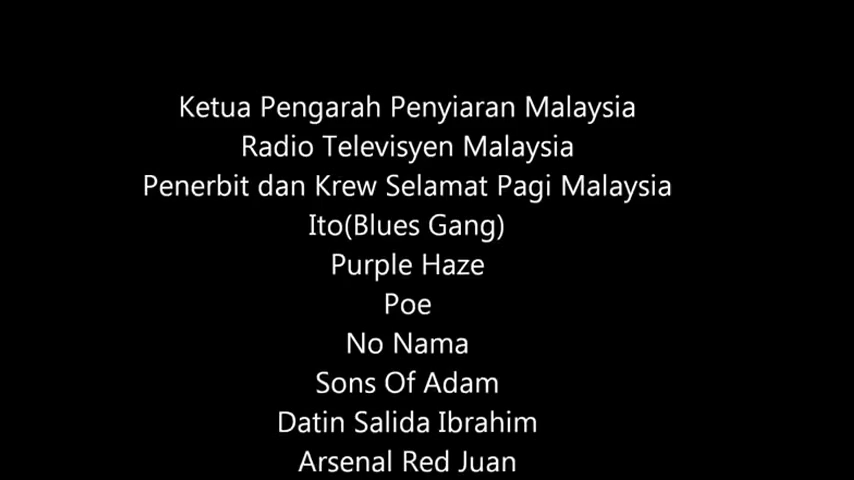 Ketua Pengarah Penyiaran Malaysia
Radio Televisyen Malaysia
Penerbit dan Krew Selamat Pagi Malaysia
Ito(Blues Gang)
Purple Haze
Poe
No Nama
Sons Of Adam
Datin Salida Ibrahim
Arsenal Red Juan